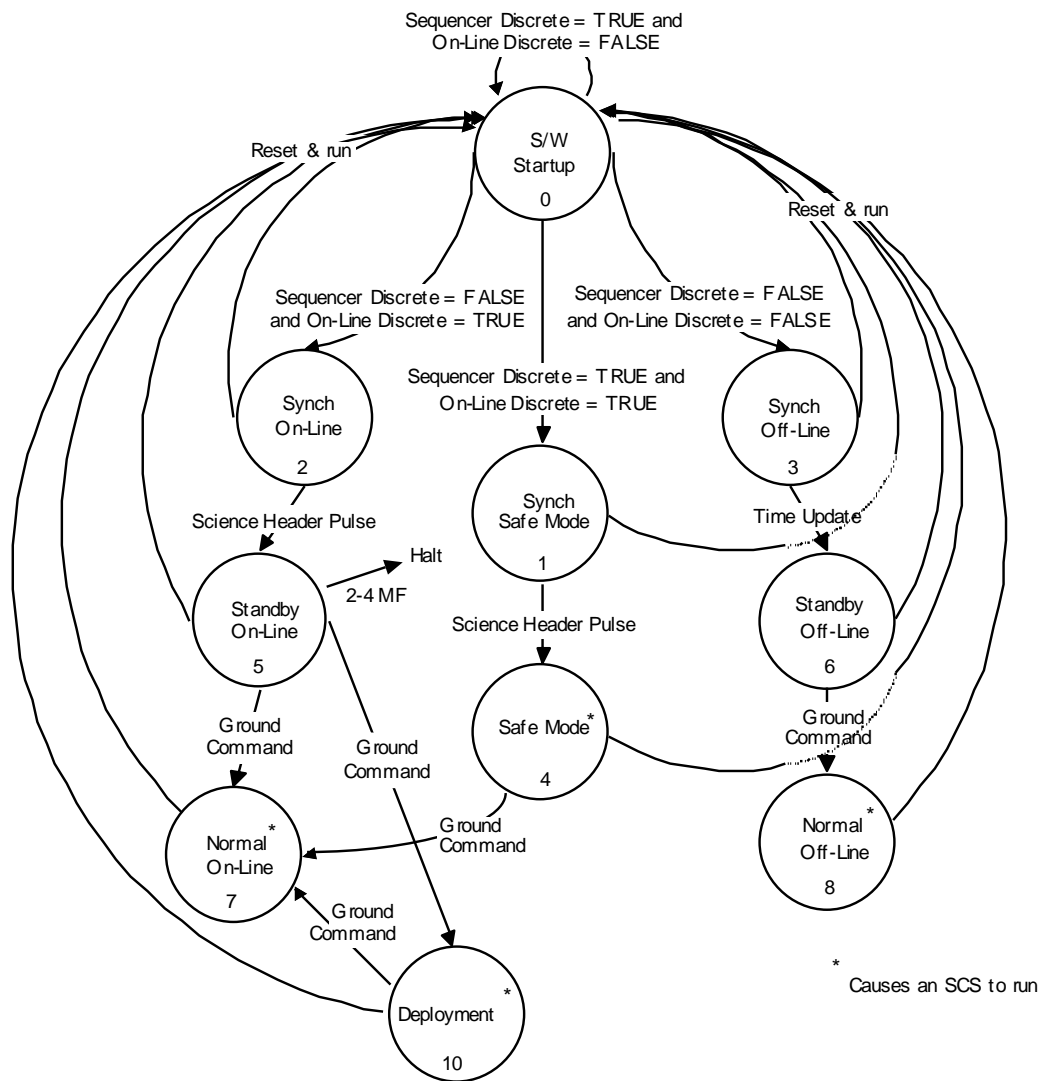 Sequencer Discrete = TRUE and
On-Line Discrete = FALSE
S/W
Startup
0
Reset & run
Reset & run
Sequencer Discrete = FALSE
and On-Line Discrete = TRUE
Sequencer Discrete = FALSE
and On-Line Discrete = FALSE
Sequencer Discrete = TRUE and
On-Line Discrete = TRUE
Synch
On-Line
2
Synch
Off-Line
3
Science Header Pulse
Synch
Safe Mode
1
Time Update
Halt
2-4 MF
Standby
On-Line
5
Science Header Pulse
Standby
Off-Line
6
Ground
Command
Ground
Command
Safe Mode*
4
Ground
Command
Normal*
On-Line
7
Ground
Command
Normal*
Off-Line
8
Ground
Command
Deployment*
10
*
Causes an SCS to run